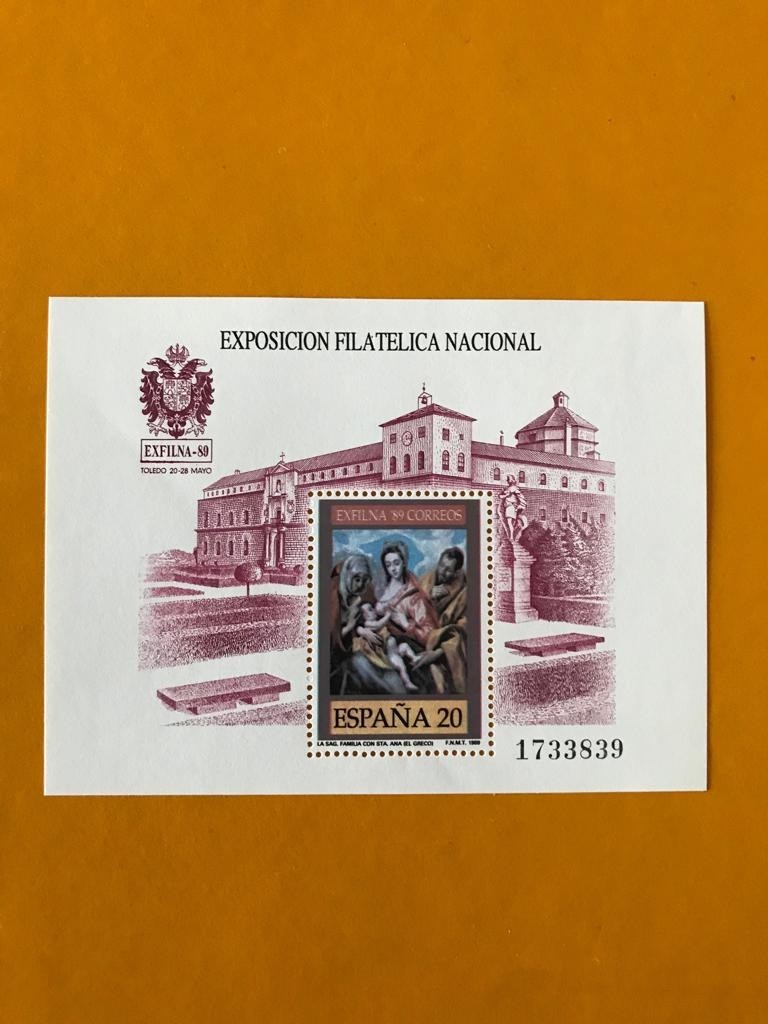 EXPOSICION FILATELICA NACIONAL
EXFILNA-89
TOLEDO 20-28 MAYO
EXFILNA '89 CORREOS
ESPAÑA 20
LA SAG. FAMILIA CON STA. ANA (EL GRECO) F.N.M.T. 1989
1733839